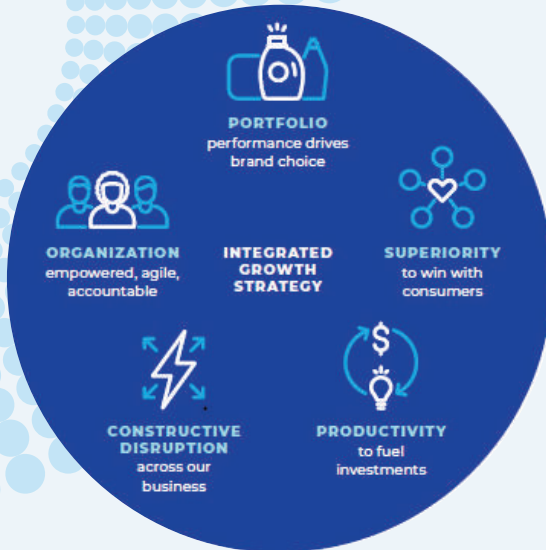 PORTFOLIO
performance drives
brand choice
ORGANIZATION
empowered, agile,
accountable
INTEGRATED
GROWTH
STRATEGY
SUPERIORITY
to win with
consumers
CONSTRUCTIVE
DISRUPTION
across our
business
PRODUCTIVITY
to fuel
investments
$